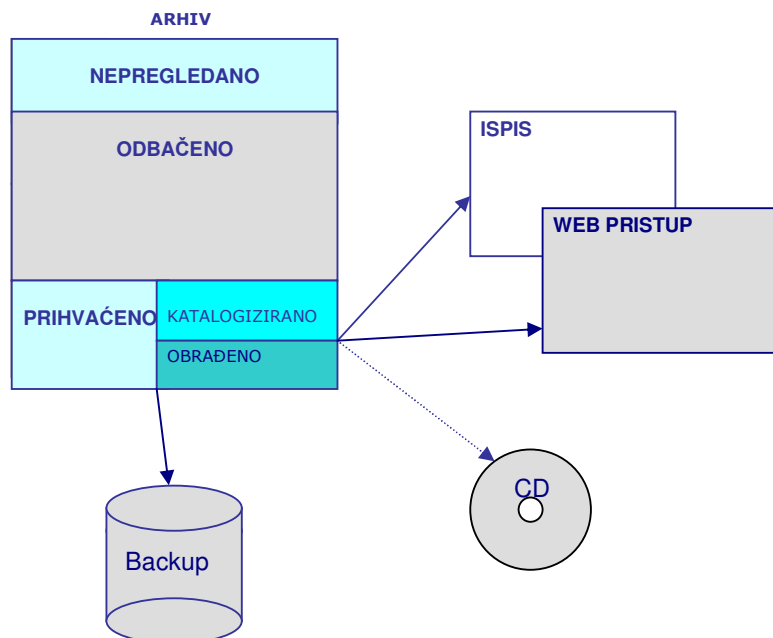 ARHIV
NEPREGLEDANO
ODBAČENO
PRIHVAĆENO
KATALOGIZIRANO
OBRAĐENO
ISPIS
WEB PRISTUP
CD
Backup